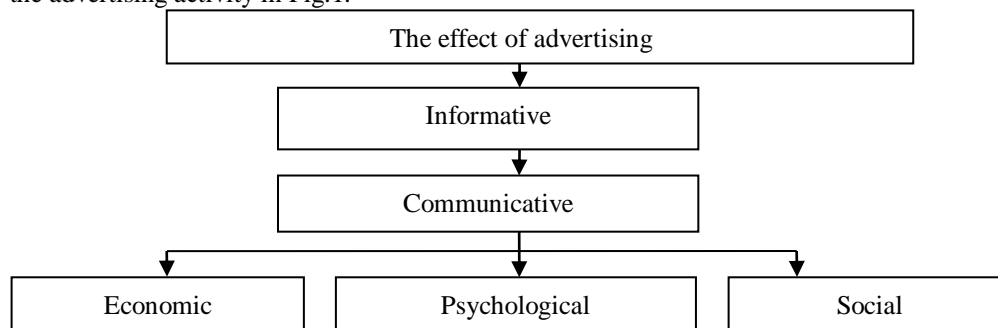 the advertising activity in Fig.1.
The effect of advertising
Informative
Communicative
Economic
Psychological
Social